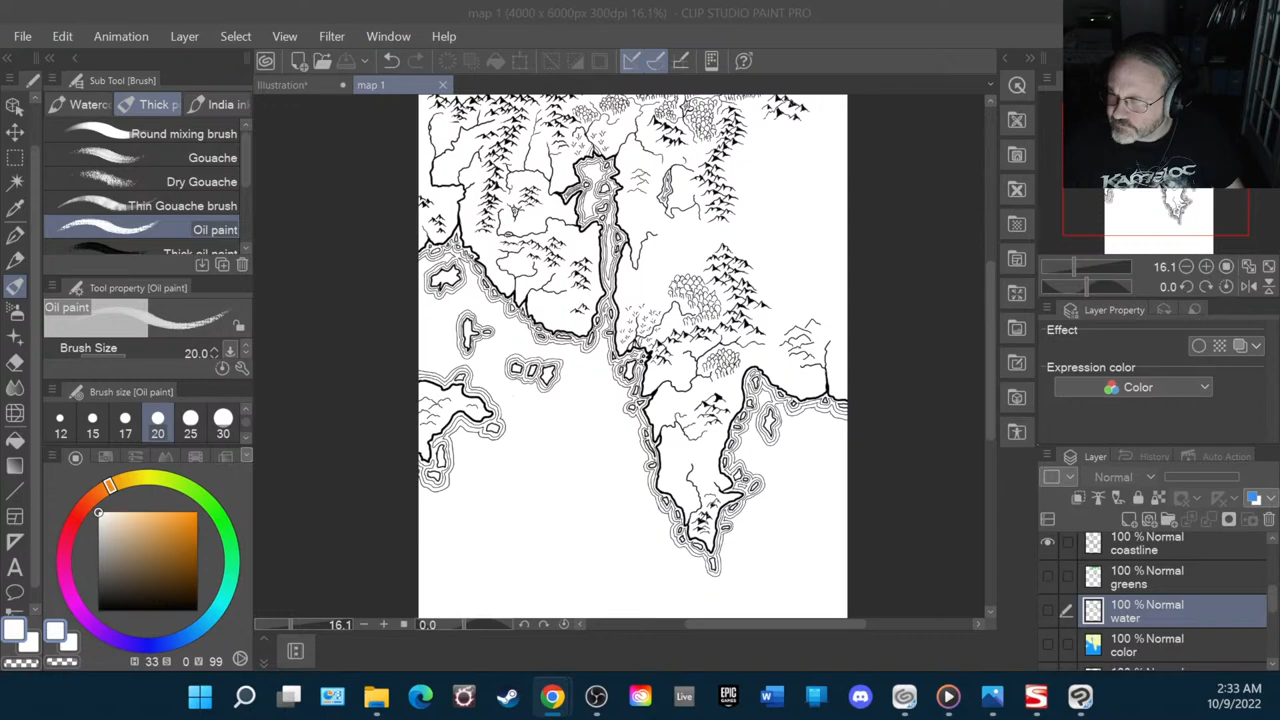 map 1 (4000 x 6000px 300dpi 16.1%) - CLIP STUDIO PAINT PRO
File Edit Animation Layer Select View Filter Window Help
Sub Tool [Brush]
Illustration*
map 1
Thick p
India in
Round mixing brush
Gouache
Dry Gouache
Thin Gouache brush
Oil paint
Tool property [Oil paint]
Oil paint
Brush Size 20.0
Brush size [Oil paint]
12 15 17 20 25 30
H 33 S 0 V 99
16.1
0.0
16.1
0.0
Layer Property
Effect
Expression color
Color
Layer
History
Auto Action
Normal
100 % Normal
coastline
100 % Normal
greens
100 % Normal
water
100 % Normal
color
Live
EPIC
GAMES
2:33 AM
10/9/2022